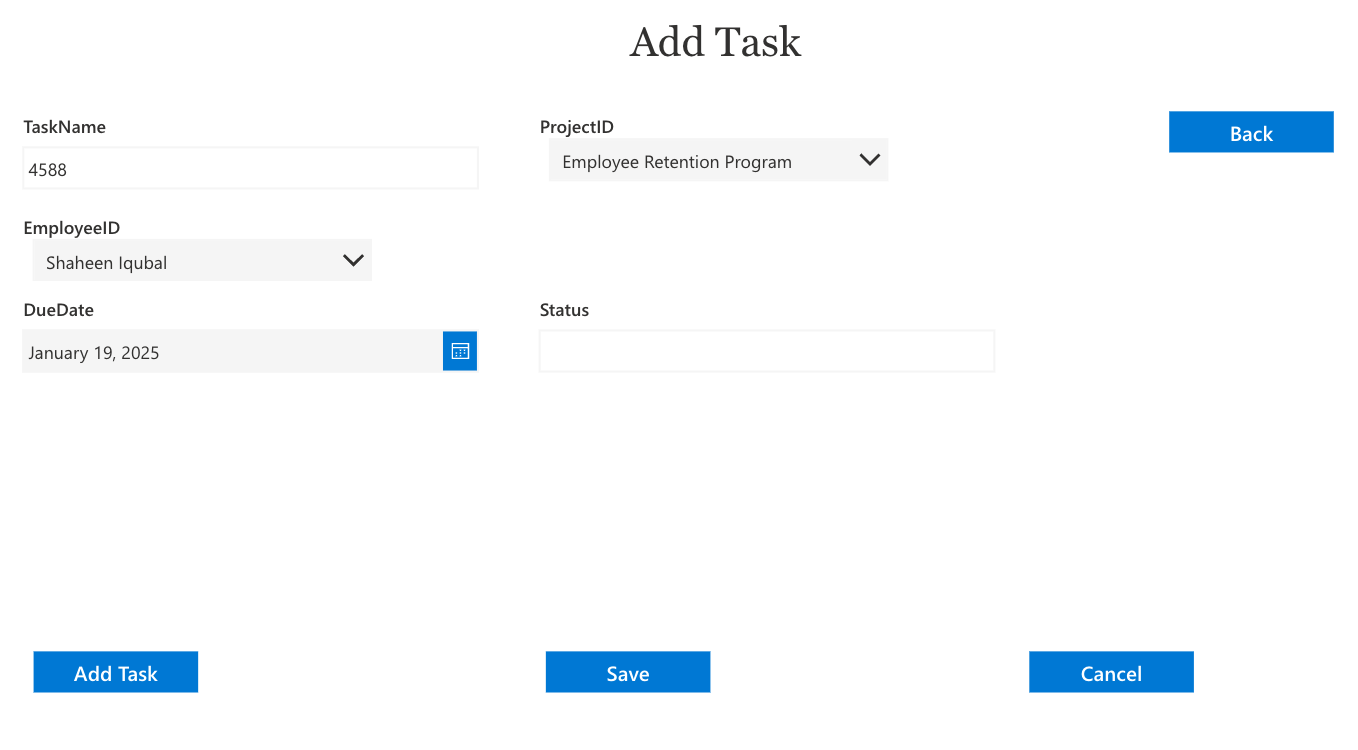 Add Task
TaskName
ProjectID
Back
4588
Employee Retention Program
EmployeeID
Shaheen Iqubal
DueDate
Status
January 19, 2025
Add Task
Save
Cancel